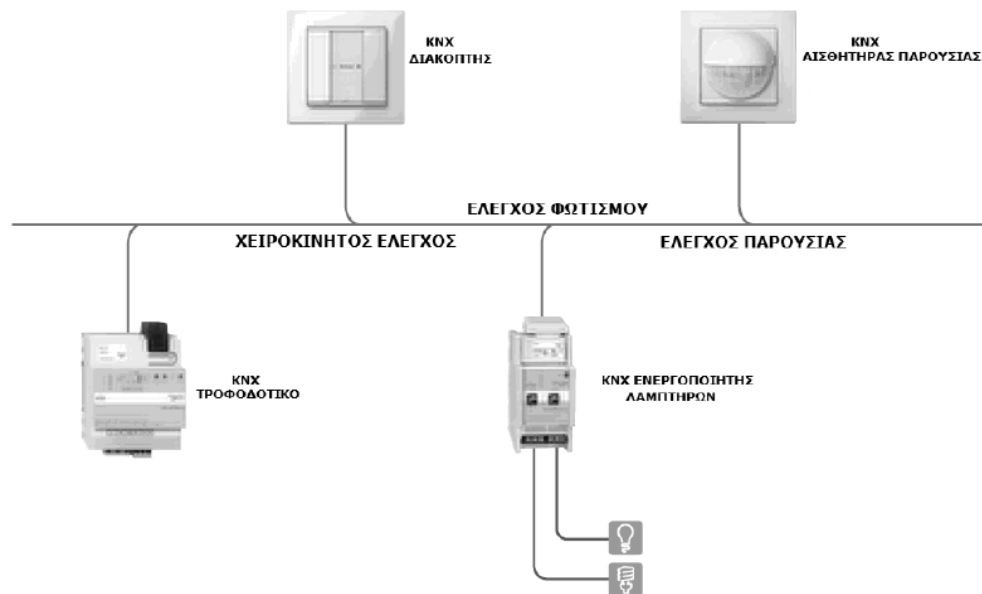 KNX
ΔΙΑΚΟΠΤΗΣ
KNX
ΑΙΣΘΗΤΗΡΑΣ ΠΑΡΟΥΣΙΑΣ
ΕΛΕΓΧΟΣ ΦΩΤΙΣΜΟΥ
ΧΕΙΡΟΚΙΝΗΤΟΣ ΕΛΕΓΧΟΣ
ΕΛΕΓΧΟΣ ΠΑΡΟΥΣΙΑΣ
KNX
ΤΡΟΦΟΔΟΤΙΚΟ
KNX ΕΝΕΡΓΟΠΟΙΗΤΗΣ
ΛΑΜΠΤΗΡΩΝ